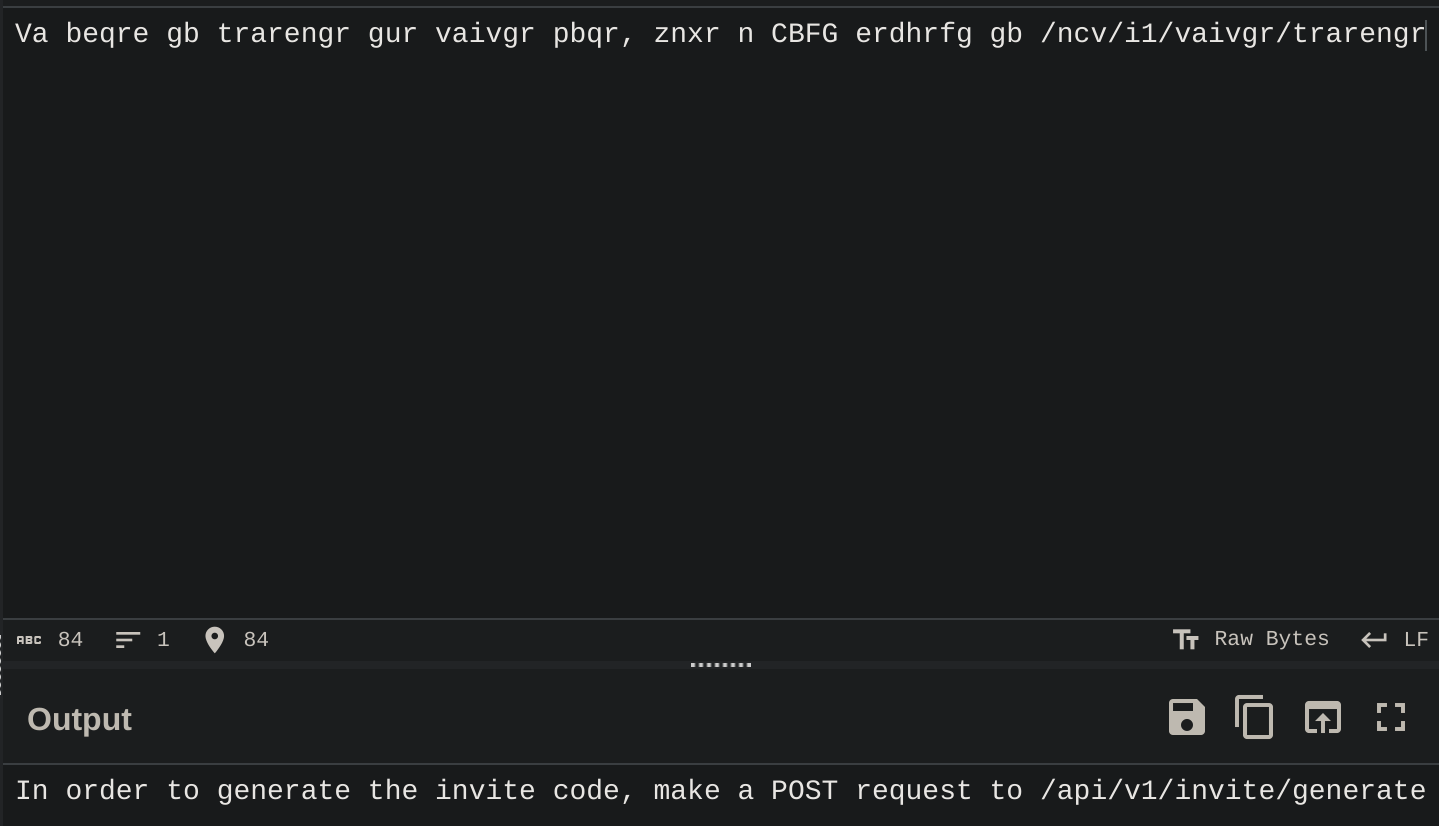 Va beqre gb trarengr gur vaivgr pbqr, znxr n CBFG erdhrfg gb /ncv/i1/vaivgr/trarengr
ABC 84 1 84 Raw Bytes LF
Output
In order to generate the invite code, make a POST request to /api/v1/invite/generate